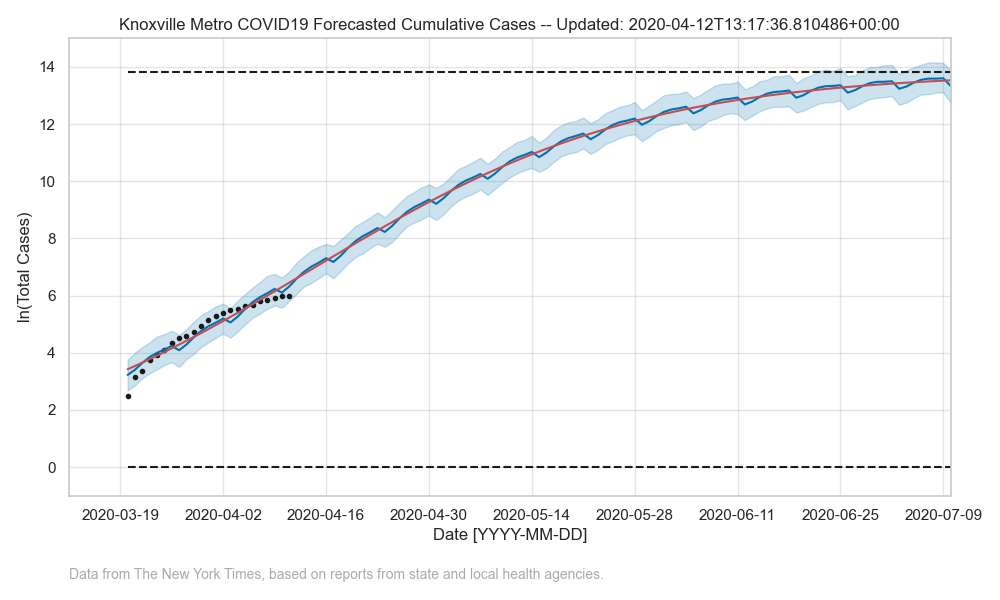 Knoxville Metro COVID19 Forecasted Cumulative Cases -- Updated: 2020-04-12T13:17:36.810486+00:00
14
12
10
8
6
4
2
0
ln(Total Cases)
2020-03-19 2020-04-02 2020-04-16 2020-04-30 2020-05-14 2020-05-28 2020-06-11 2020-06-25 2020-07-09
Date [YYYY-MM-DD]
Data from The New York Times, based on reports from state and local health agencies.